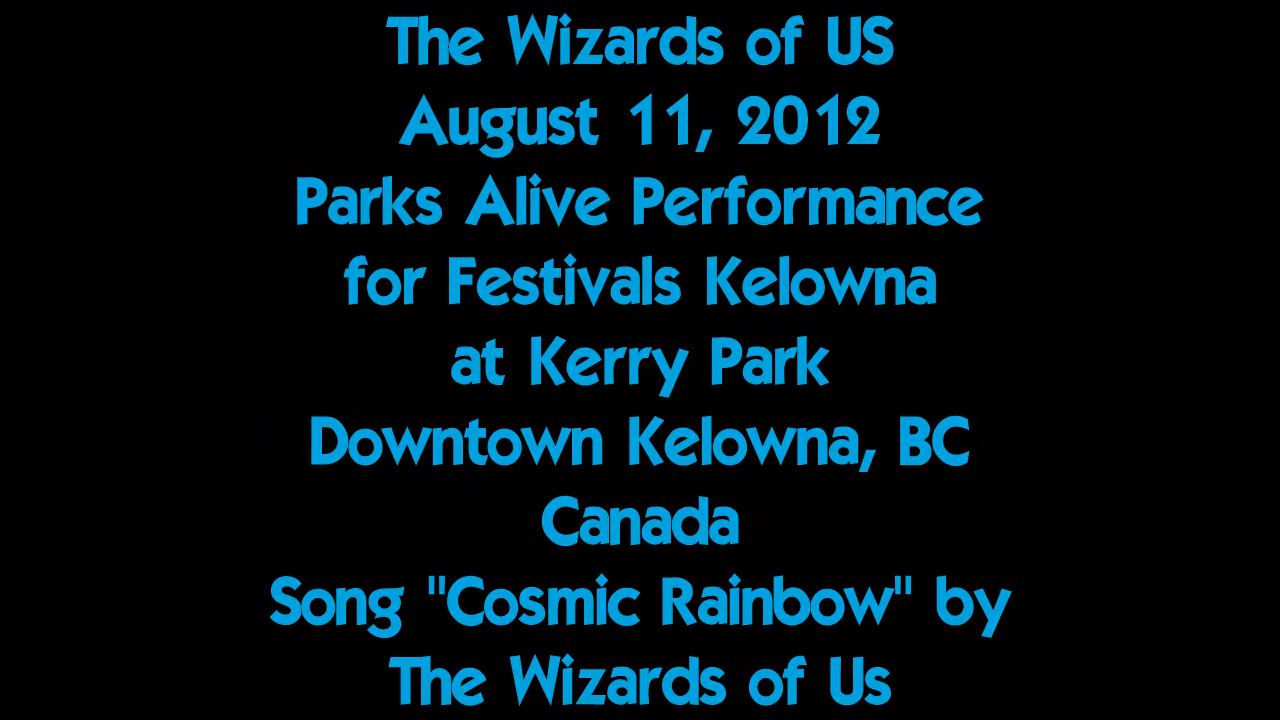 The Wizards of US
August 11, 2012
Parks Alive Performance
for Festivals Kelowna
at Kerry Park
Downtown Kelowna, BC
Canada
Song "Cosmic Rainbow" by
The Wizards of Us